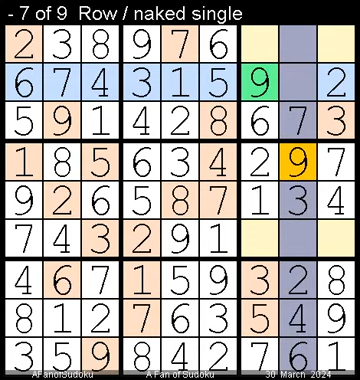 - 7 of 9 Row / naked single
2 3 8 9 7 6
6 7 4 3 1 5 9 2
5 9 1 4 2 8 6 7 3
1 8 5 6 3 4 2 9 7
9 2 6 5 8 7 1 3 4
7 4 3 2 9 1
4 6 7 1 5 9 3 2 8
8 1 2 7 6 3 5 4 9
3 5 9 8 4 2 7 6 1
AFanofSudoku A Fan of Sudoku 30 March 2024